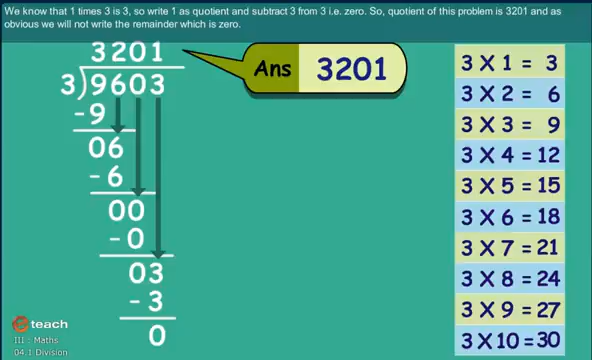 We know that 1 times 3 is 3, so write 1 as quotient and subtract 3 from 3 i.e. zero. So, quotient of this problem is 3201 and as
obvious we will not write the remainder which is zero.
3201
3)9603
-9
06
-6
00
-0
03
-3
0
Ans 3201
3 X 1 = 3
3 X 2 = 6
3 X 3 = 9
3 X 4 = 12
3 X 5 = 15
3 X 6 = 18
3 X 7 = 21
3 X 8 = 24
3 X 9 = 27
3 X 10 = 30
e teach
III : Maths
04.1 Division